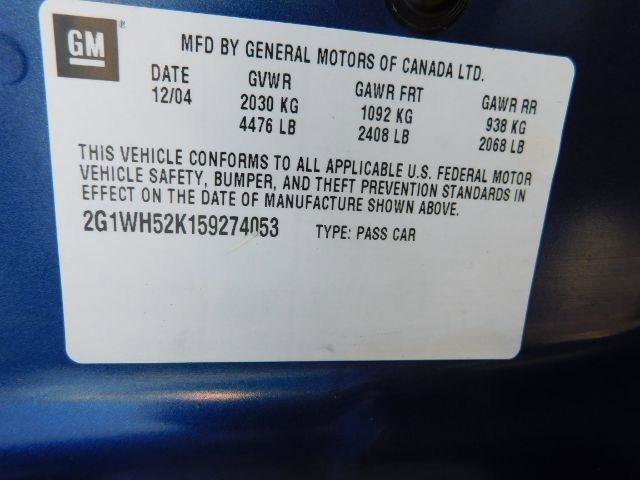 GM
MFD BY GENERAL MOTORS OF CANADA LTD.
DATE GVWR GAWR FRT GAWR RR
12/04 2030 KG 1092 KG 938 KG
4476 LB 2408 LB 2068 LB
THIS VEHICLE CONFORMS TO ALL APPLICABLE U.S. FEDERAL MOTOR
VEHICLE SAFETY, BUMPER, AND THEFT PREVENTION STANDARDS IN
EFFECT ON THE DATE OF MANUFACTURE SHOWN ABOVE.
2G1WH52K159274053 TYPE: PASS CAR